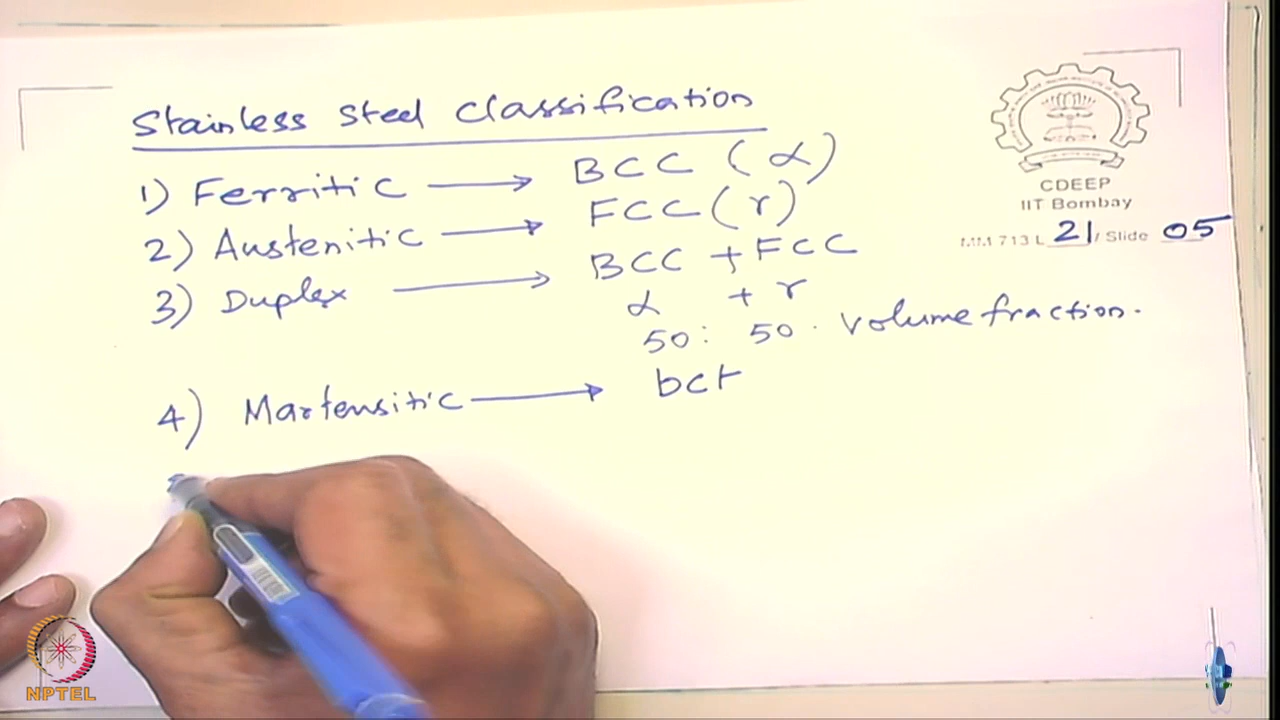 Stainless Steel Classification
1) Ferritic → BCC (α)
2) Austenitic → FCC (γ)
3) Duplex → BCC + FCC
α + γ
50: 50. Volume fraction.
4) Martensitic → bct
CDEEP
IIT Bombay
MM 713 L 21 / Slide 05
NPTEL